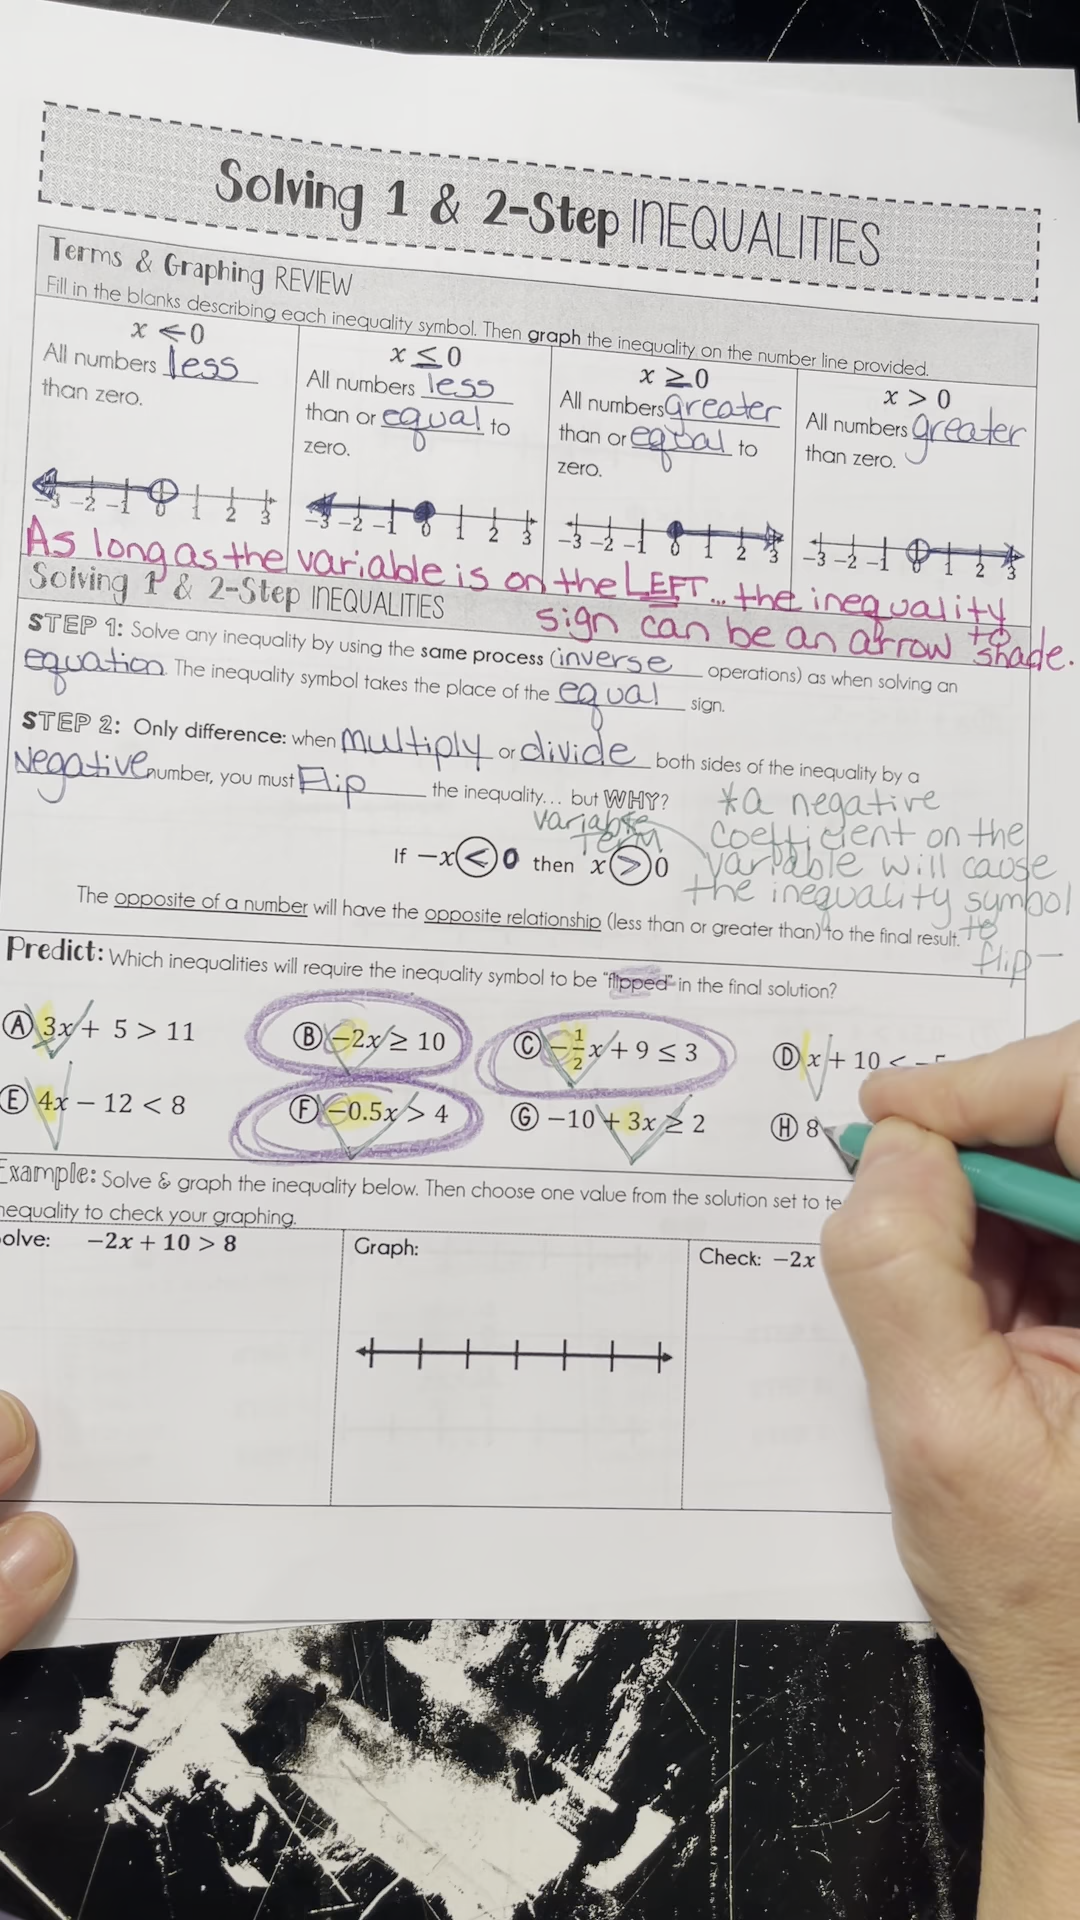 Solving 1 & 2-Step INEQUALITIES
Terms & Graphing REVIEW
Fill in the blanks describing each inequality symbol. Then graph the inequality on the number line provided.
x < 0
All numbers less
than zero.
-3 -2 -1 0 1 2 3
x ≤ 0
All numbers less
than or equal to
zero.
-3 -2 -1 0 1 2 3
x ≥ 0
All numbers greater
than or equal to
zero.
-3 -2 -1 0 1 2 3
x > 0
All numbers greater
than zero.
-3 -2 -1 0 1 2 3
As long as the variable is on the LEFT... the inequality
sign can be an arrow to shade.
Solving 1 & 2-Step INEQUALITIES
STEP 1: Solve any inequality by using the same process (inverse operations) as when solving an
equation. The inequality symbol takes the place of the equal sign.
STEP 2: Only difference: when multiply or divide both sides of the inequality by a
Negative number, you must Flip the inequality... but WHY?
variable
term
*a negative
coefficient on the
variable will cause
the inequality symbol
to
flip
If -x < 0 then x > 0
The opposite of a number will have the opposite relationship (less than or greater than) to the final result.
Predict: Which inequalities will require the inequality symbol to be "flipped" in the final solution?
A 3x + 5 > 11
B -2x ≥ 10
C -1/2x + 9 ≤ 3
D x + 10 <
E 4x - 12 < 8
F -0.5x > 4
G -10 + 3x ≥ 2
H 8
Example: Solve & graph the inequality below. Then choose one value from the solution set to
nequality to check your graphing.
olve: -2x + 10 > 8
Graph:
Check: -2x